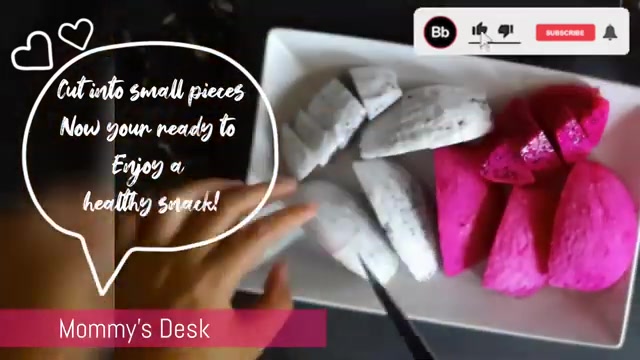 Bb
SUBSCRIBE
Cut into small pieces
Now your ready to
Enjoy a
healthy snack!
Mommy's Desk